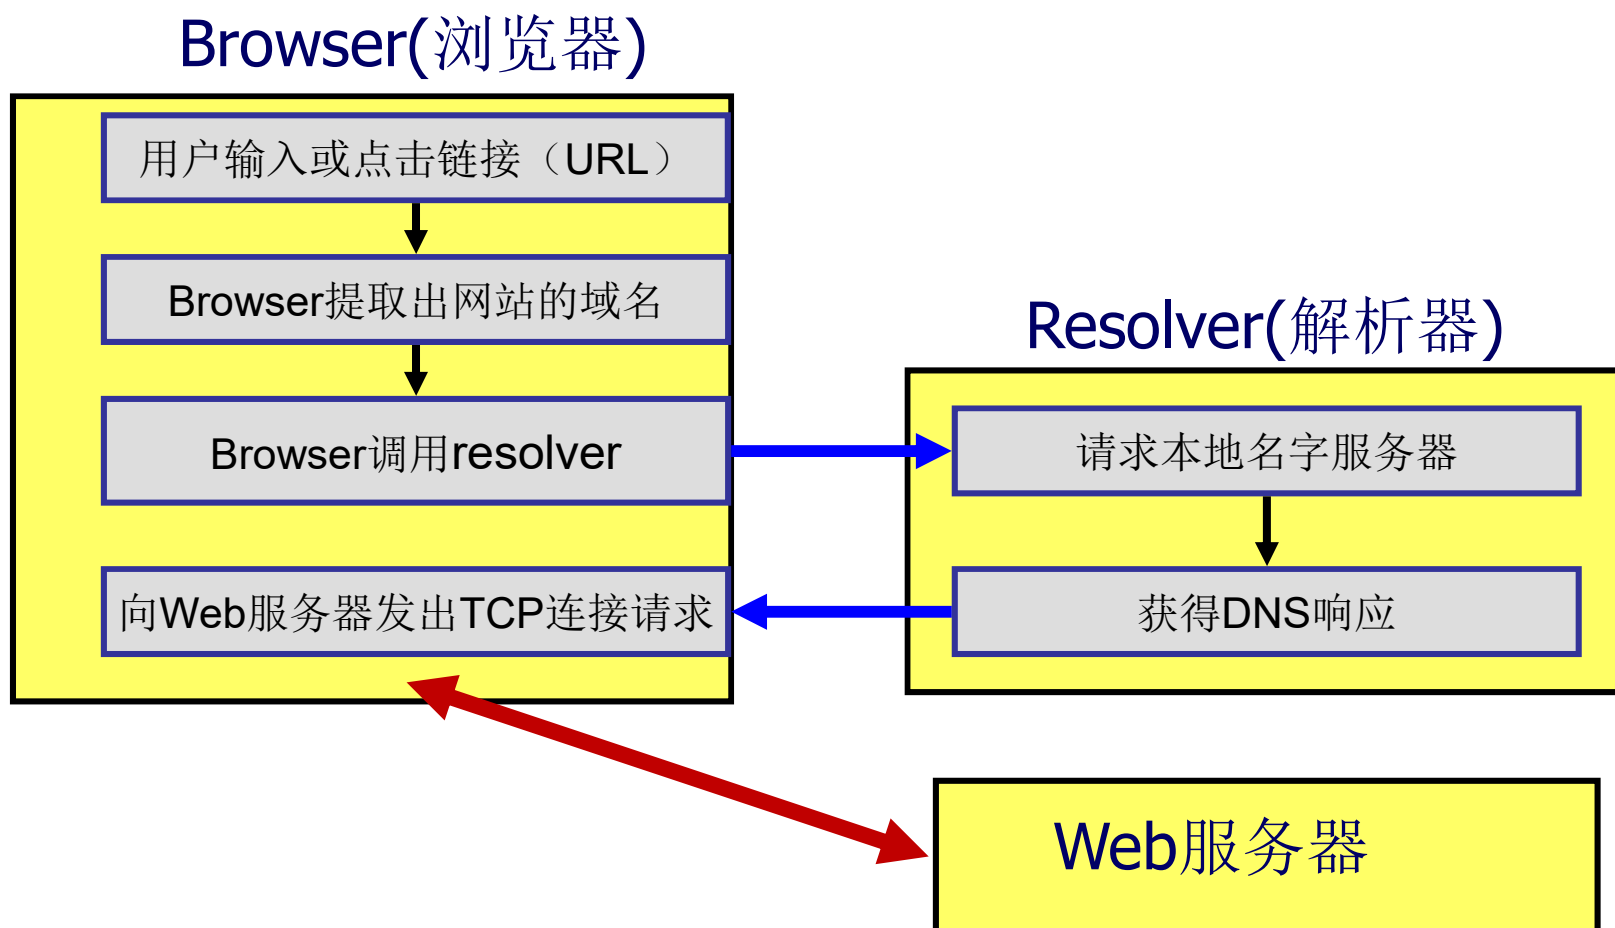 Browser(浏览器)
用户输入或点击链接（URL）
Browser提取出网站的域名
Browser调用resolver
向Web服务器发出TCP连接请求
Resolver(解析器)
请求本地名字服务器
获得DNS响应
Web服务器